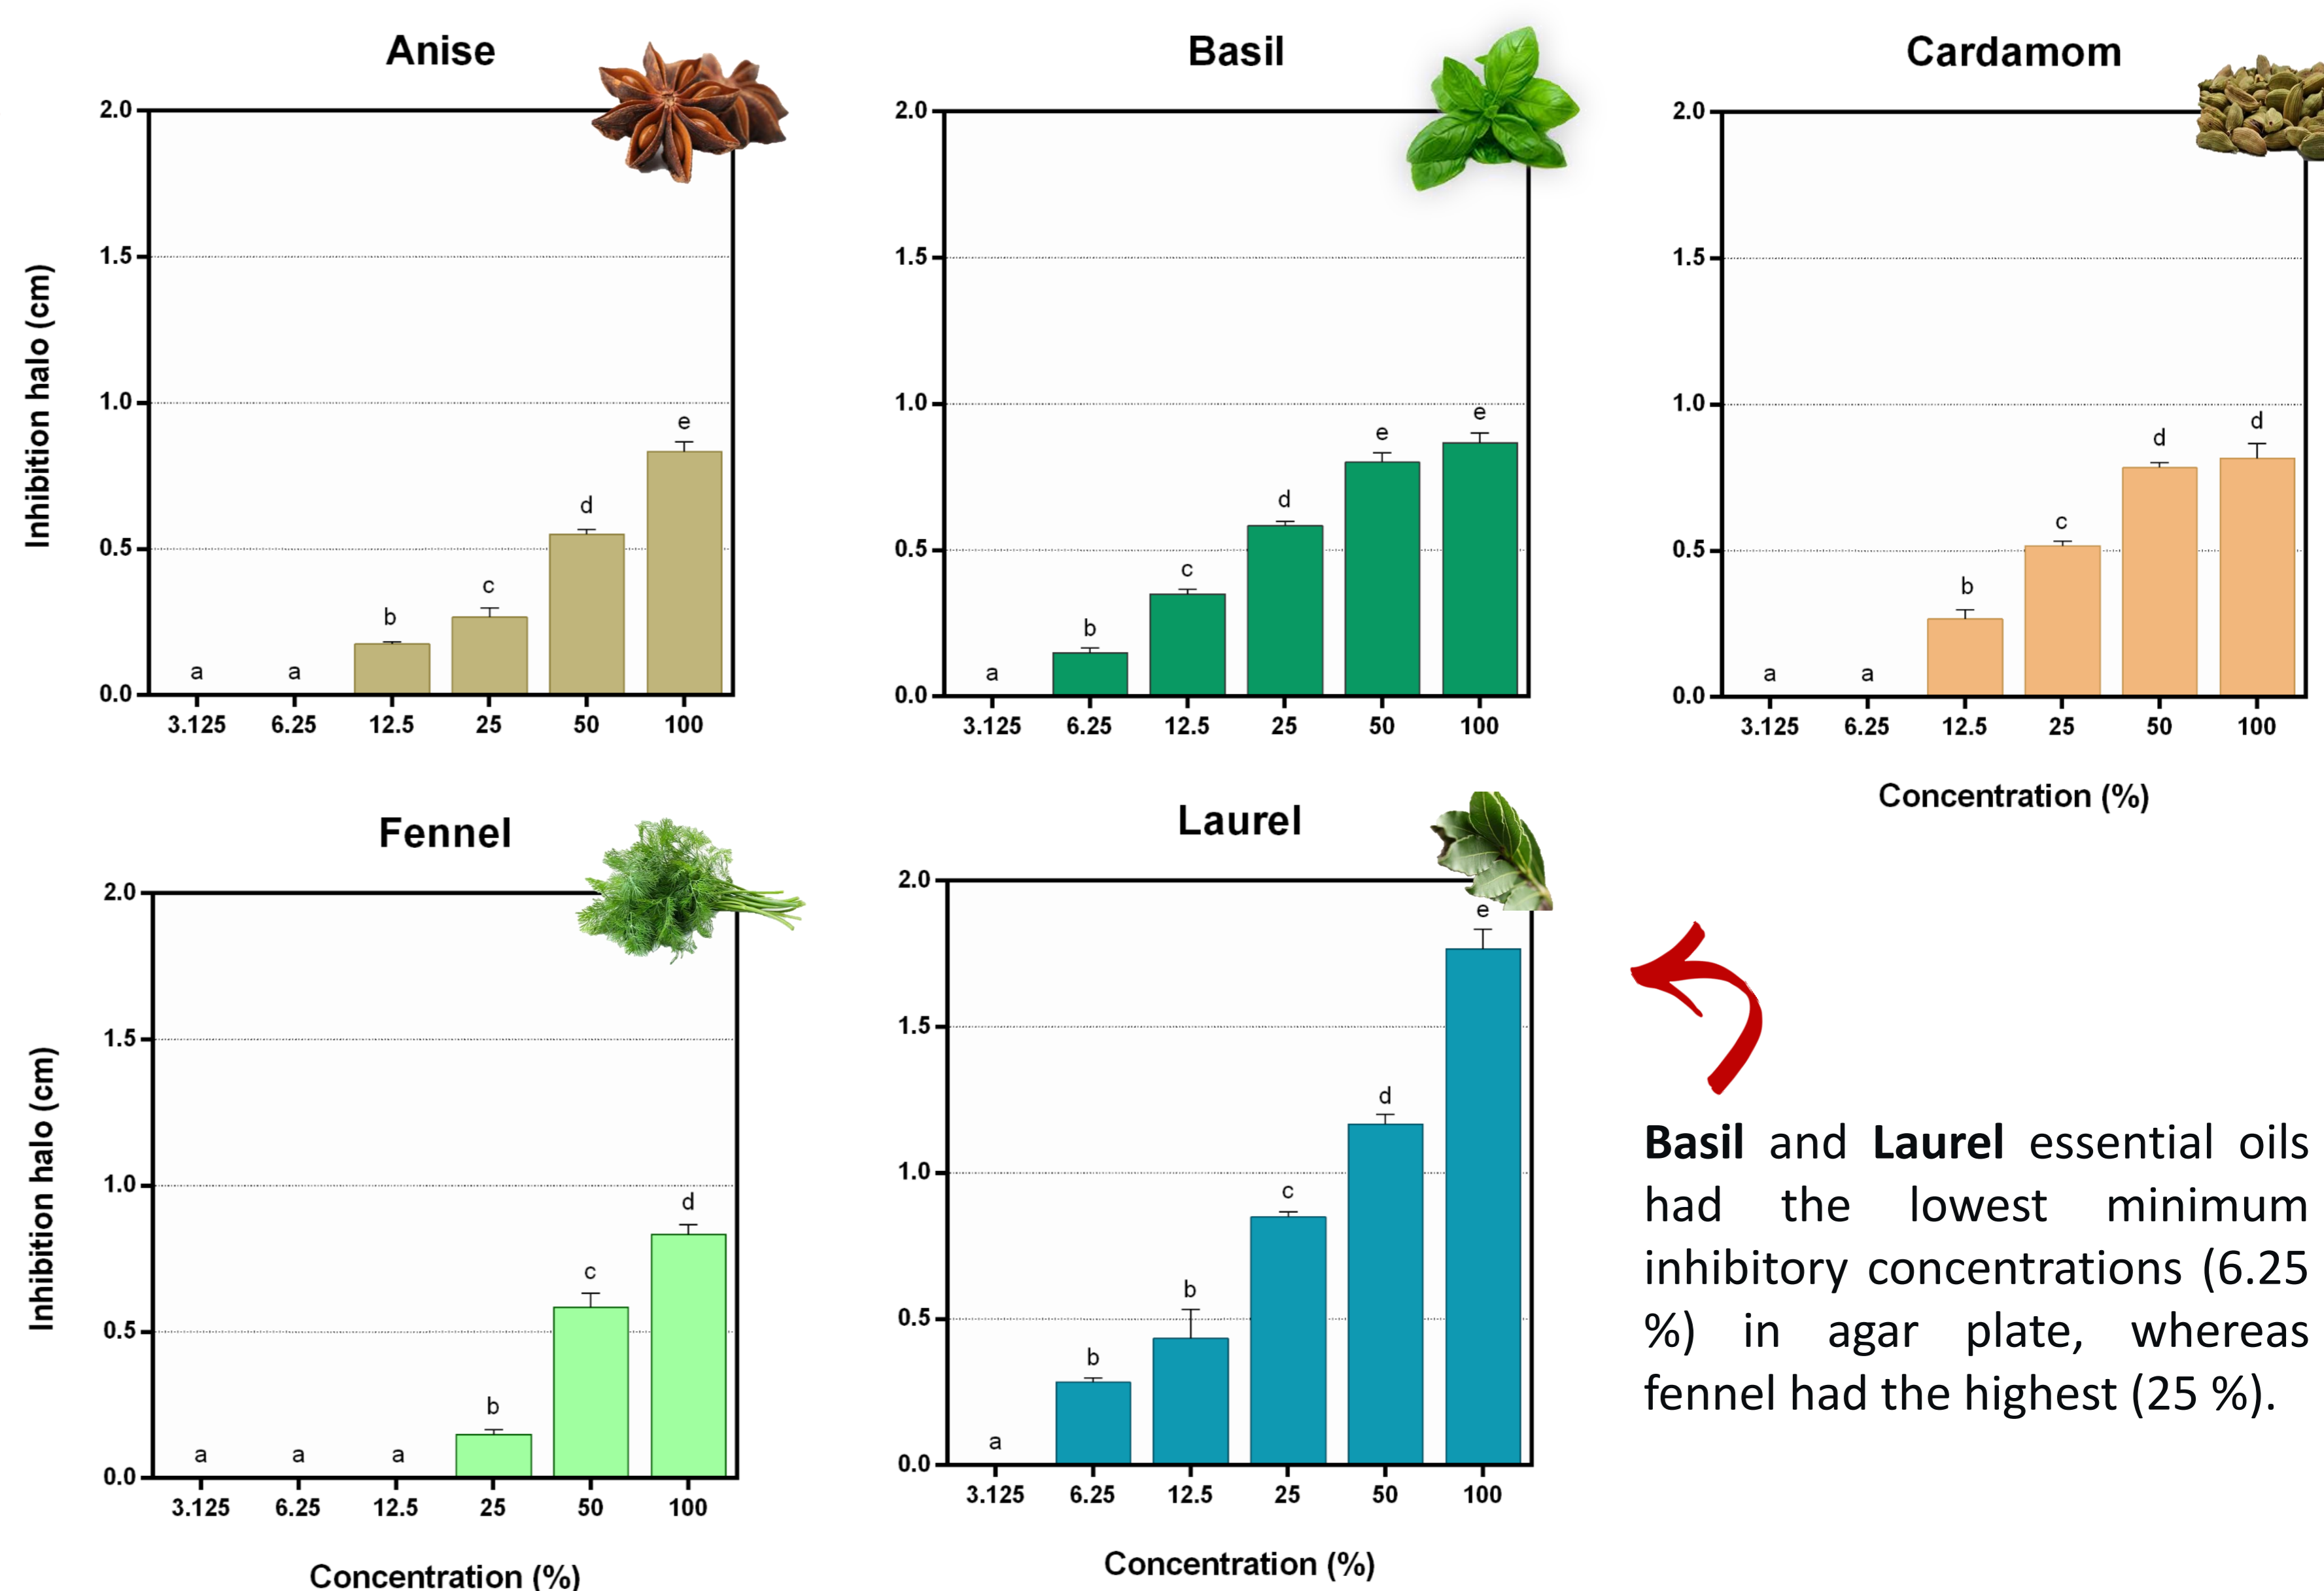 Anise
Inhibition halo (cm)
2.0
1.5
1.0
0.5
0.0
a
a
b
c
d
e
3.125 6.25 12.5 25 50 100
Basil
2.0
1.5
1.0
0.5
0.0
a
b
c
d
e
e
3.125 6.25 12.5 25 50 100
Cardamom
2.0
1.5
1.0
0.5
0.0
a
a
b
c
d
d
3.125 6.25 12.5 25 50 100
Concentration (%)
Fennel
Inhibition halo (cm)
2.0
1.5
1.0
0.5
0.0
a
a
a
b
c
d
3.125 6.25 12.5 25 50 100
Concentration (%)
Laurel
2.0
1.5
1.0
0.5
0.0
a
b
b
c
d
e
3.125 6.25 12.5 25 50 100
Concentration (%)
Basil and Laurel essential oils
had the lowest minimum
inhibitory concentrations (6.25
%) in agar plate, whereas
fennel had the highest (25 %).